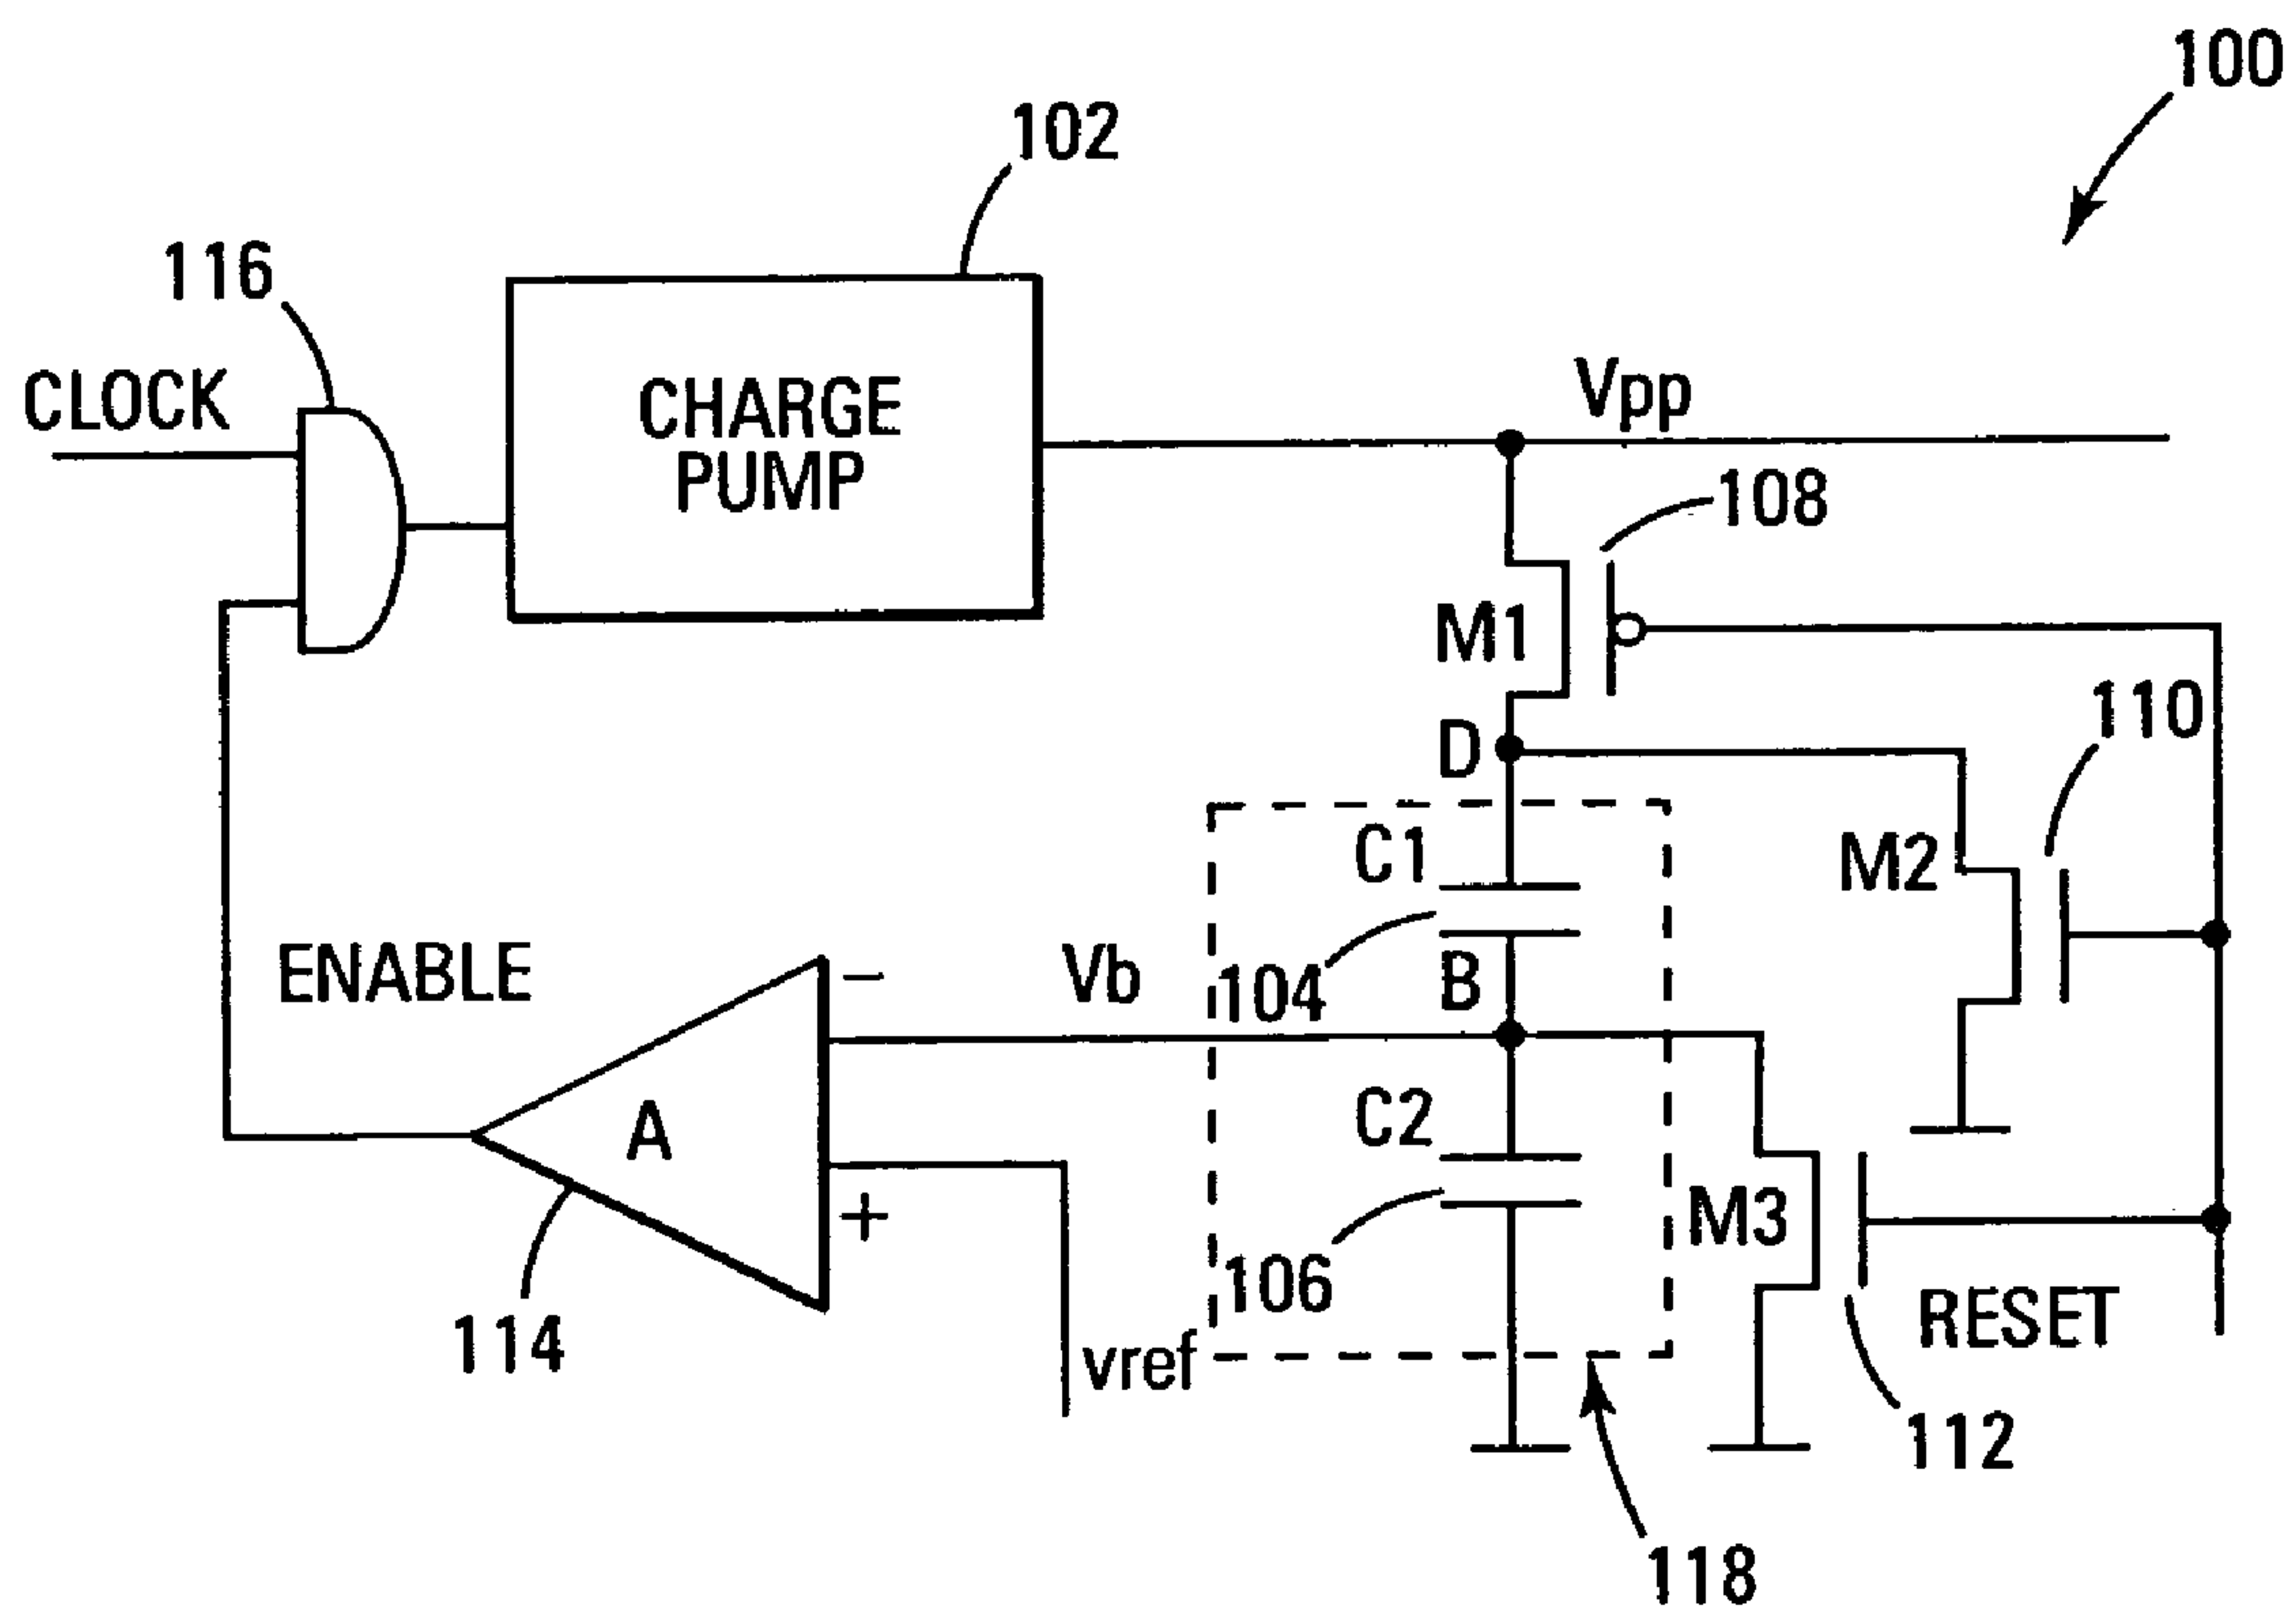 100
102
116
CLOCK
CHARGE
PUMP
Vpp
108
M1
110
D
C1
M2
ENABLE
−
Vb
104
B
A
C2
+
M3
106
RESET
114
vref
112
118